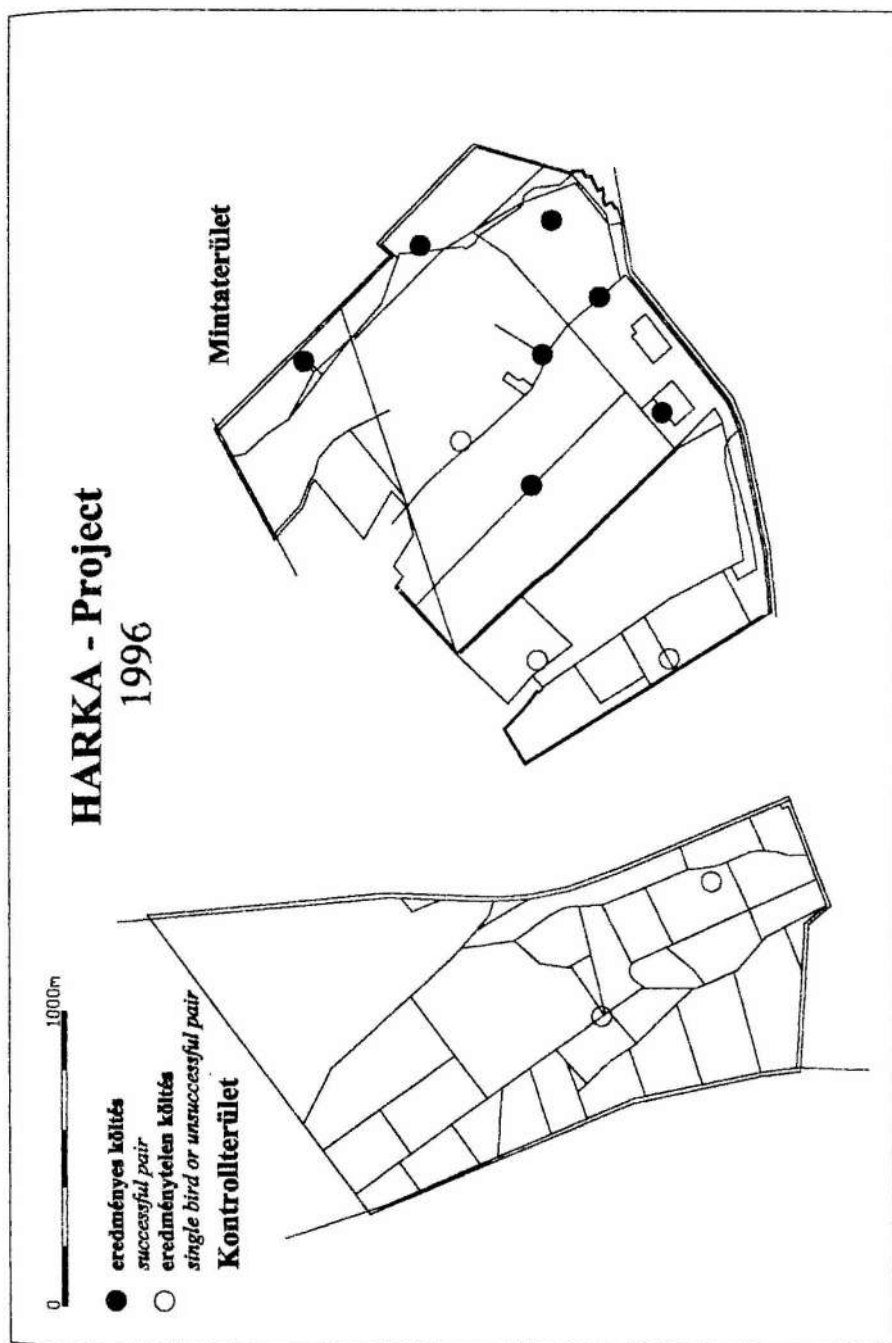 HARKA - Project
1996
0 1000m
eredményes költés
successful pair
eredménytelen költés
single bird or unsuccessful pair
Kontrollterület
Mintaterület